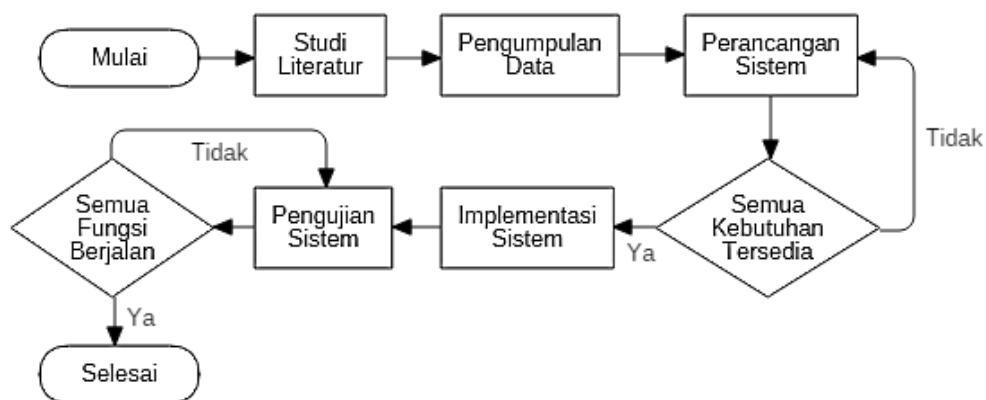 Mulai
Studi
Literatur
Pengumpulan
Data
Perancangan
Sistem
Tidak
Semua
Kebutuhan
Tersedia
Ya
Implementasi
Sistem
Pengujian
Sistem
Tidak
Semua
Fungsi
Berjalan
Ya
Selesai